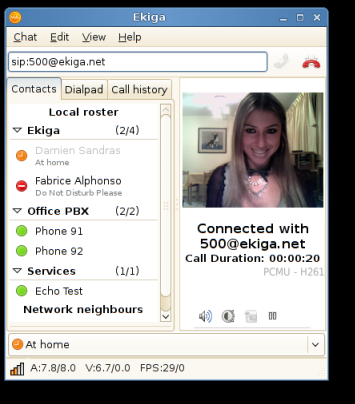 Ekiga
Chat Edit View Help
sip:500@ekiga.net
Contacts Dialpad Call history
Local roster
Ekiga (2/4)
Damien Sandras
At home
Fabrice Alphonso
Do Not Disturb Please
Office PBX (2/2)
Phone 91
Phone 92
Services (1/1)
Echo Test
Network neighbours
Connected with
500@ekiga.net
Call Duration: 00:00:20
PCMU - H261
At home
A:7.8/8.0 V:6.7/0.0 FPS:29/0